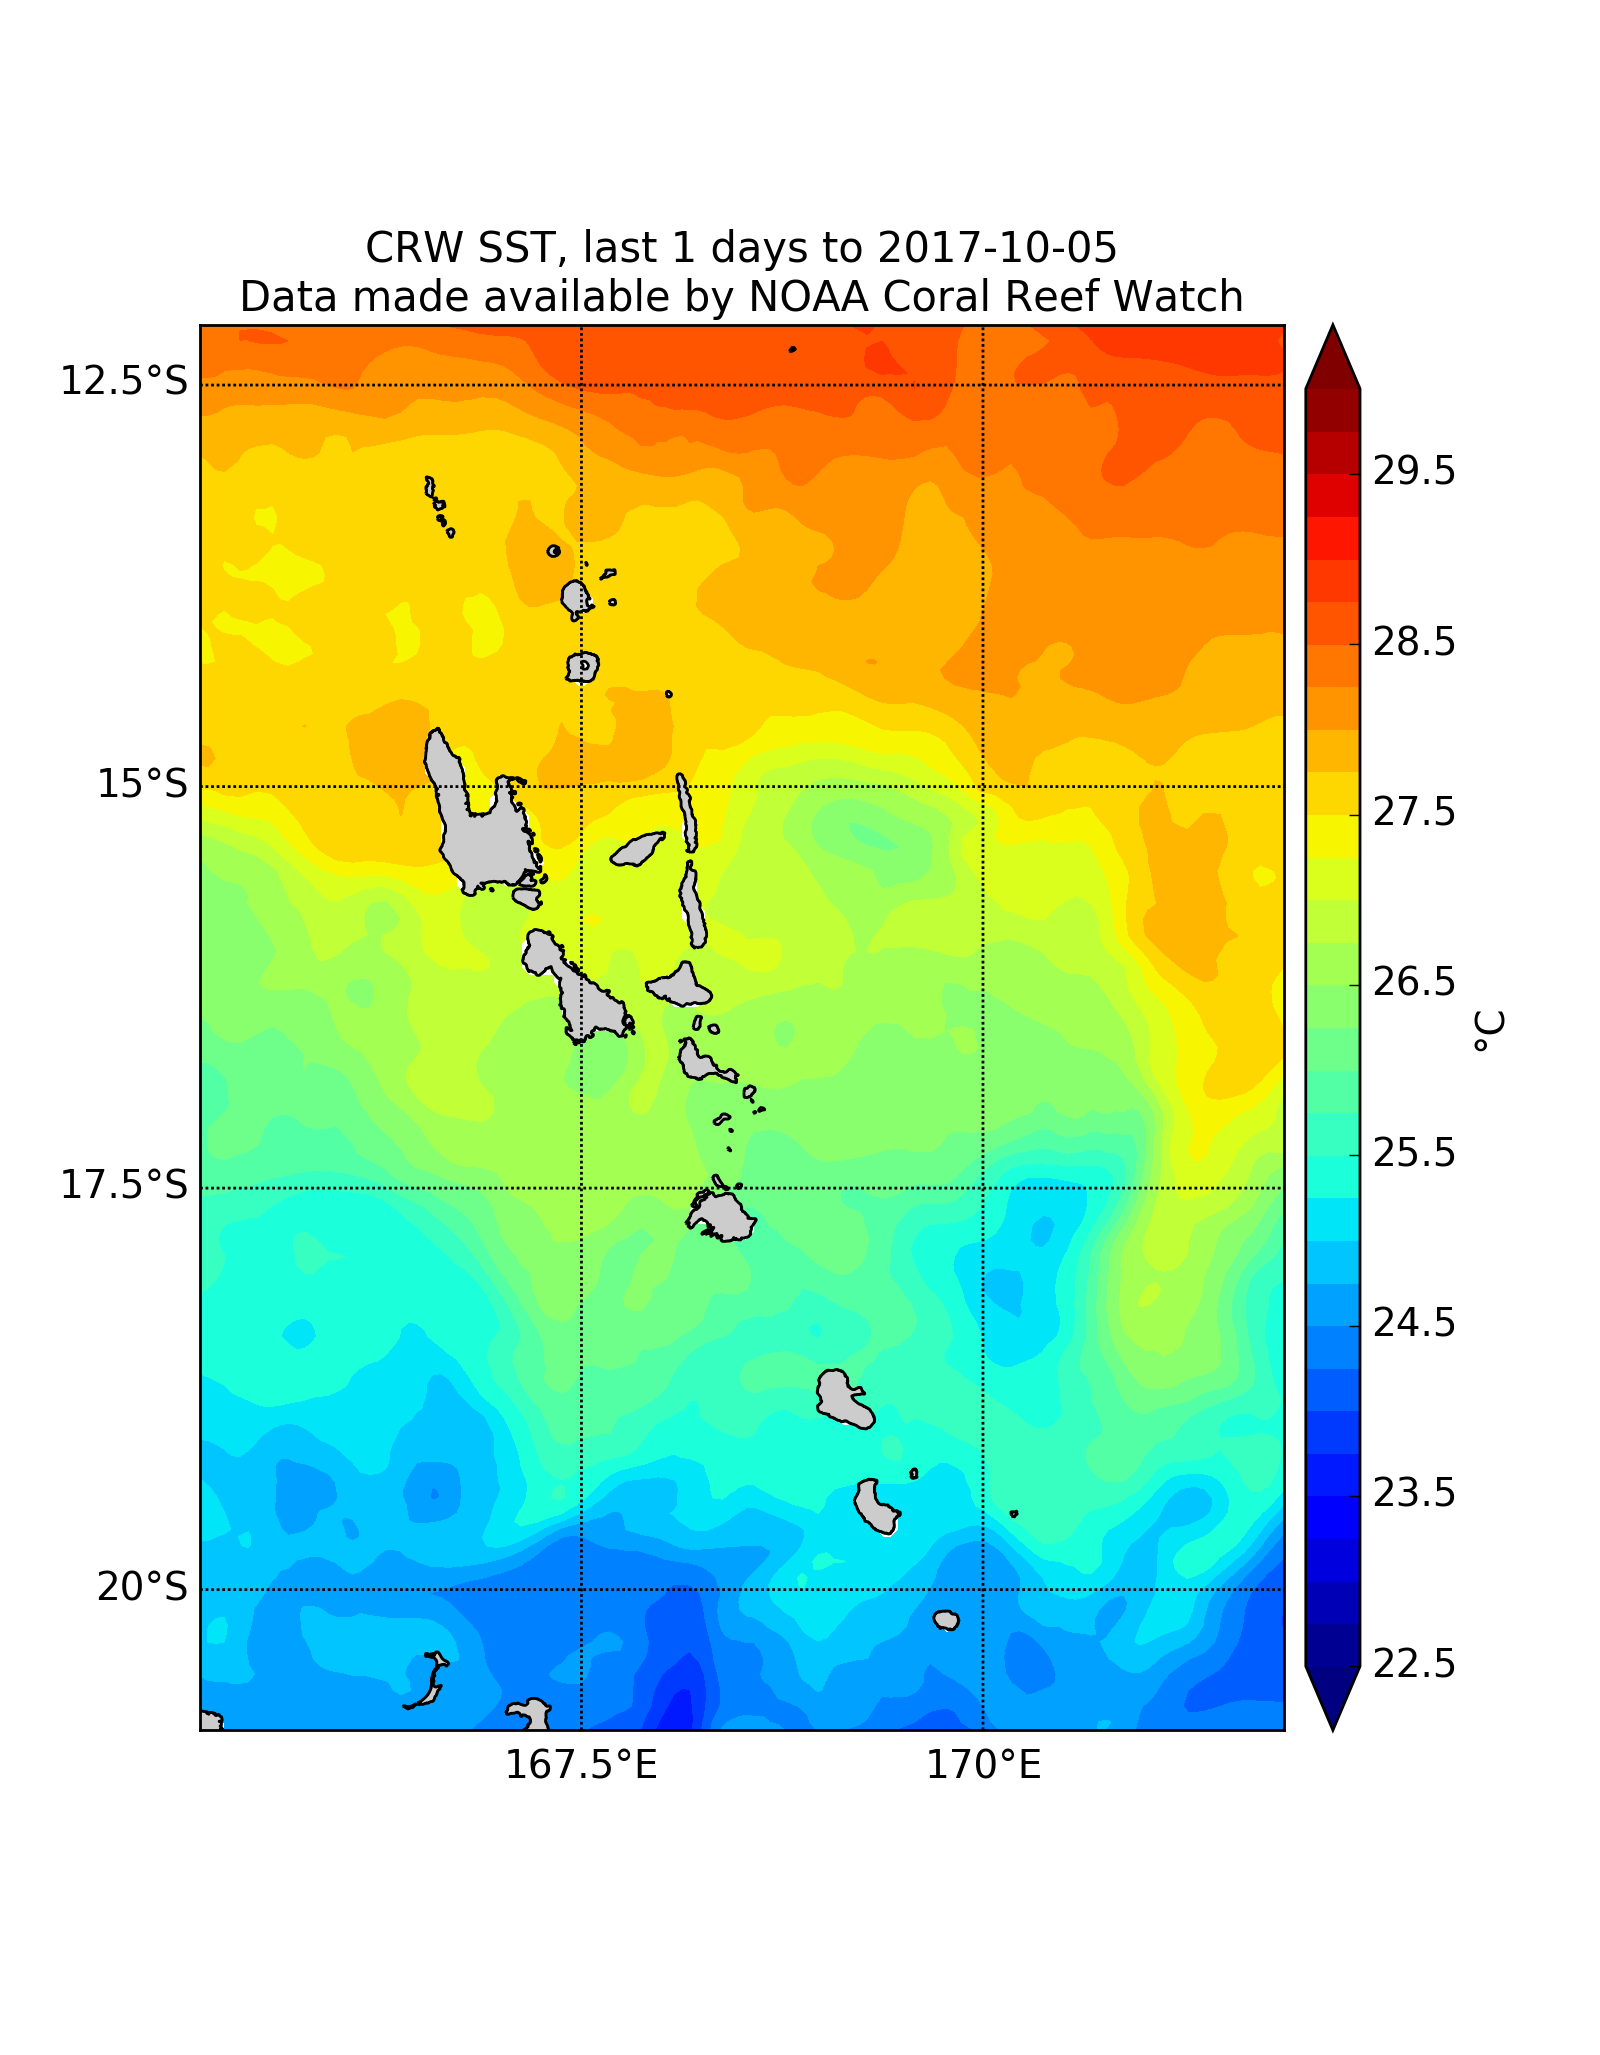 CRW SST, last 1 days to 2017-10-05
Data made available by NOAA Coral Reef Watch
12.5°S
15°S
17.5°S
20°S
167.5°E
170°E
29.5
28.5
27.5
26.5
25.5
24.5
23.5
22.5
°C